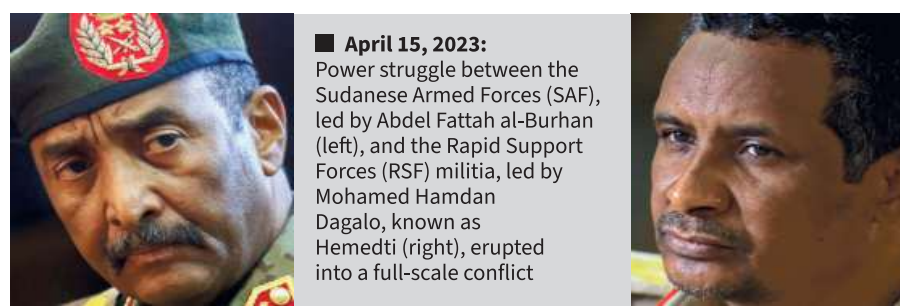 April 15, 2023:
Power struggle between the
Sudanese Armed Forces (SAF),
led by Abdel Fattah al-Burhan
(left), and the Rapid Support
Forces (RSF) militia, led by
Mohamed Hamdan
Dagalo, known as
Hemedti (right), erupted
into a full-scale conflict